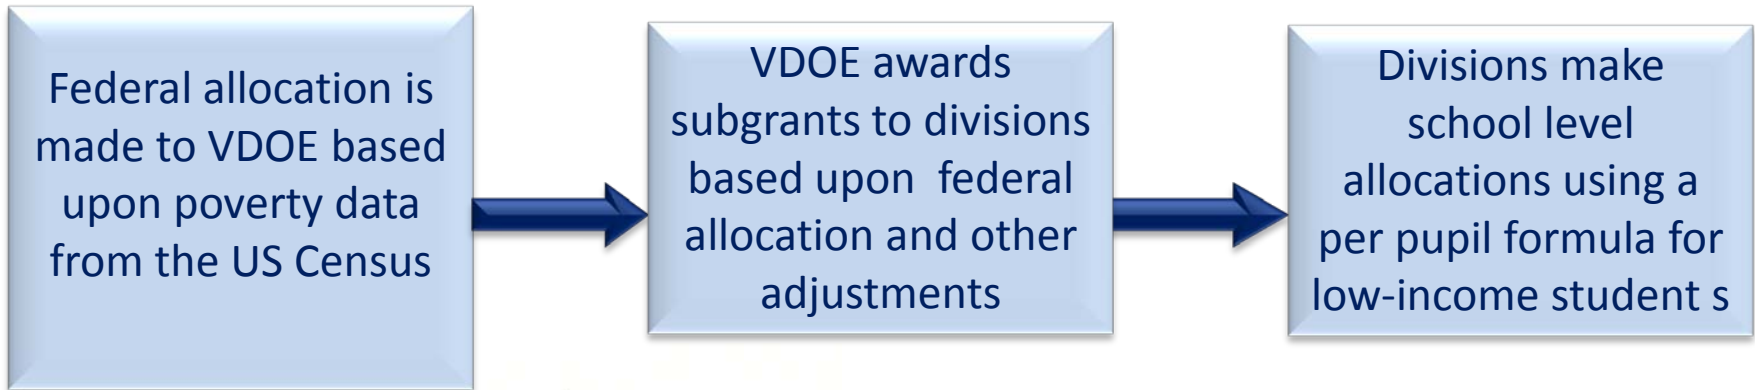 Federal allocation is
made to VDOE based
upon poverty data
from the US Census
VDOE awards
subgrants to divisions
based upon  federal
allocation and other
adjustments
Divisions make
school level
allocations using a
per pupil formula for
low-income student s